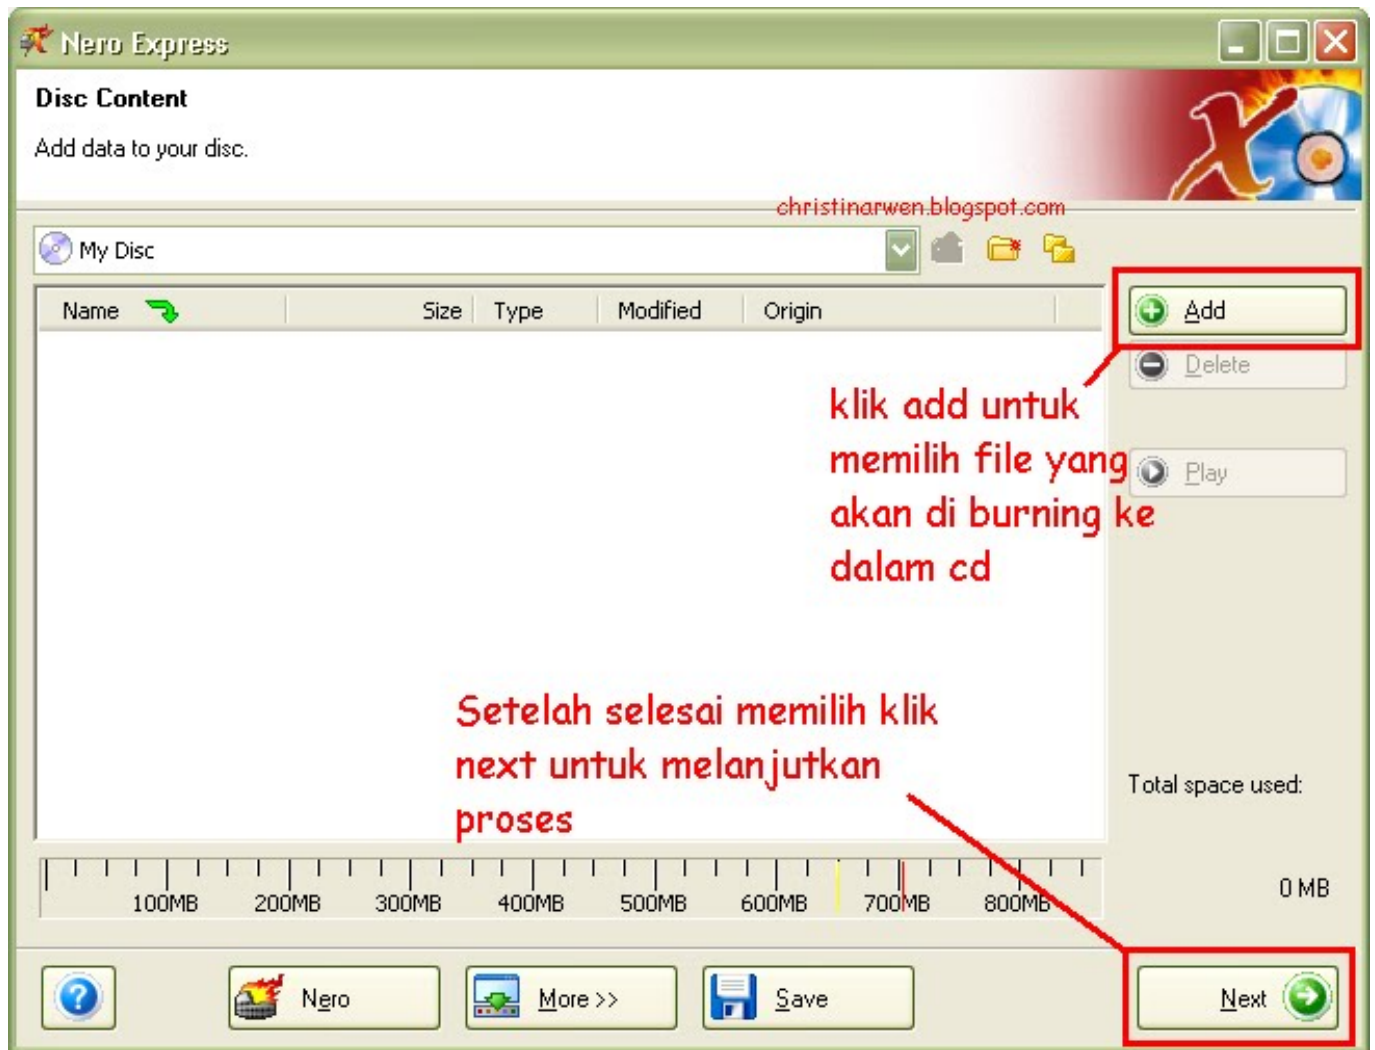 Nero Express
Disc Content
Add data to your disc.
christinarwen.blogspot.com
My Disc
Name Size Type Modified Origin
Add
Delete
Play
klik add untuk
memilih file yang
akan di burning ke
dalam cd
Setelah selesai memilih klik
next untuk melanjutkan
proses
Total space used:
0 MB
100MB 200MB 300MB 400MB 500MB 600MB 700MB 800MB
Nero More >> Save Next